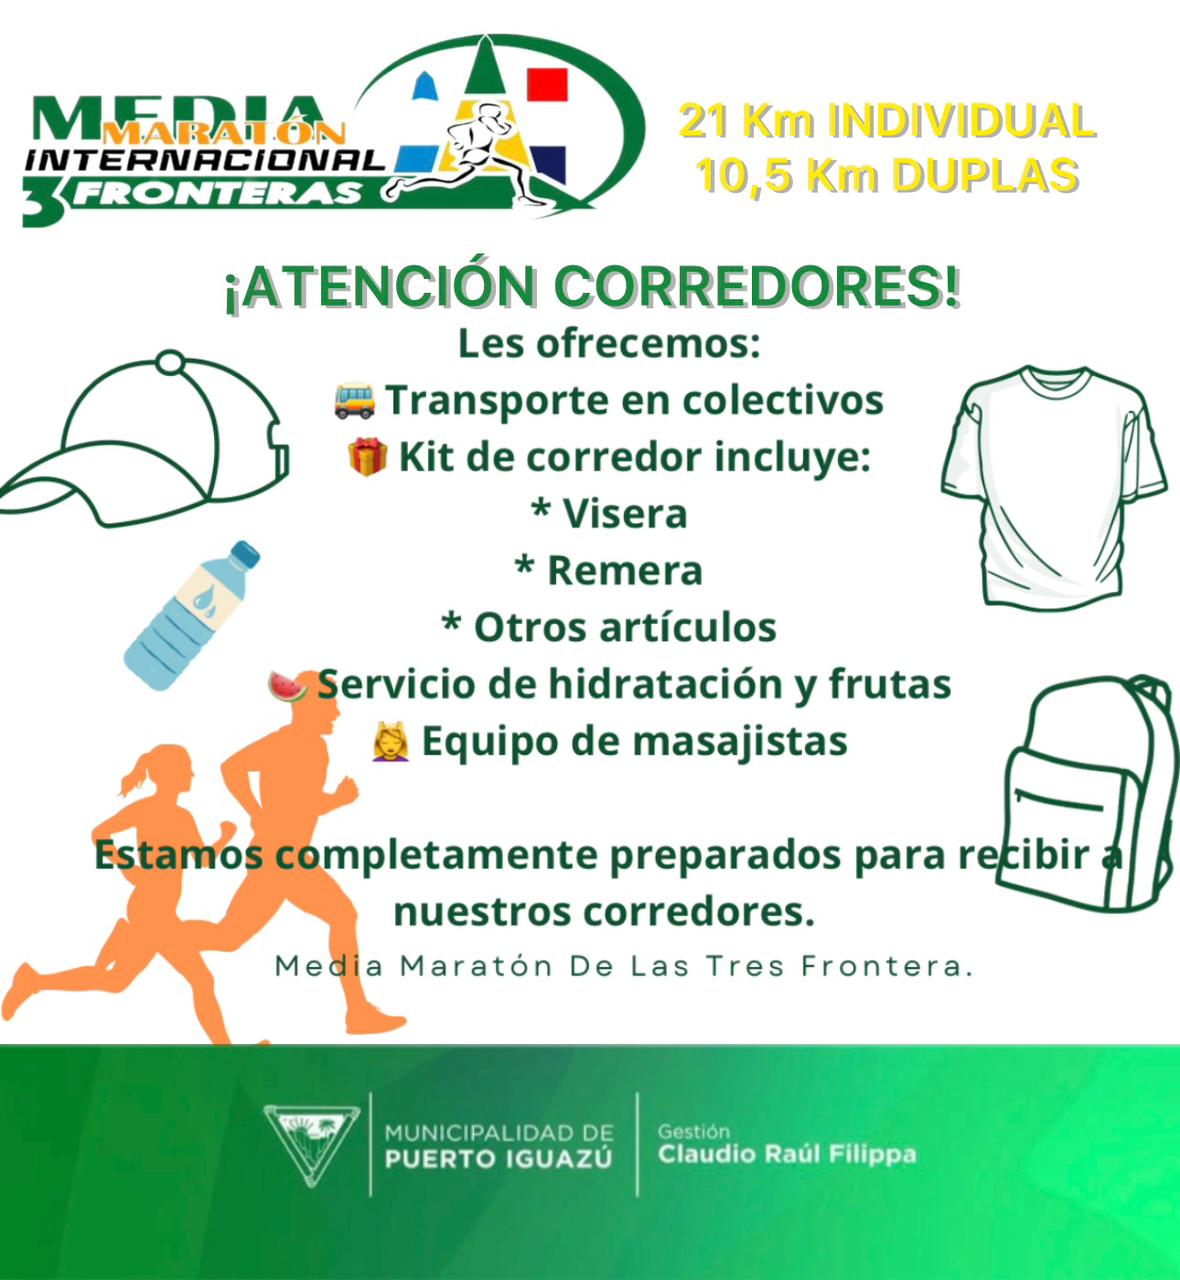 MEDIA
MARATÓN
INTERNACIONAL
3 FRONTERAS
21 Km INDIVIDUAL
10,5 Km DUPLAS
¡ATENCIÓN CORREDORES!
Les ofrecemos:
🚌 Transporte en colectivos
🎁 Kit de corredor incluye:
* Visera
* Remera
* Otros artículos
🍉 Servicio de hidratación y frutas
💆 Equipo de masajistas
Estamos completamente preparados para recibir a
nuestros corredores.
Media Maratón De Las Tres Frontera.
MUNICIPALIDAD DE
PUERTO IGUAZÚ
Gestión
Claudio Raúl Filippa